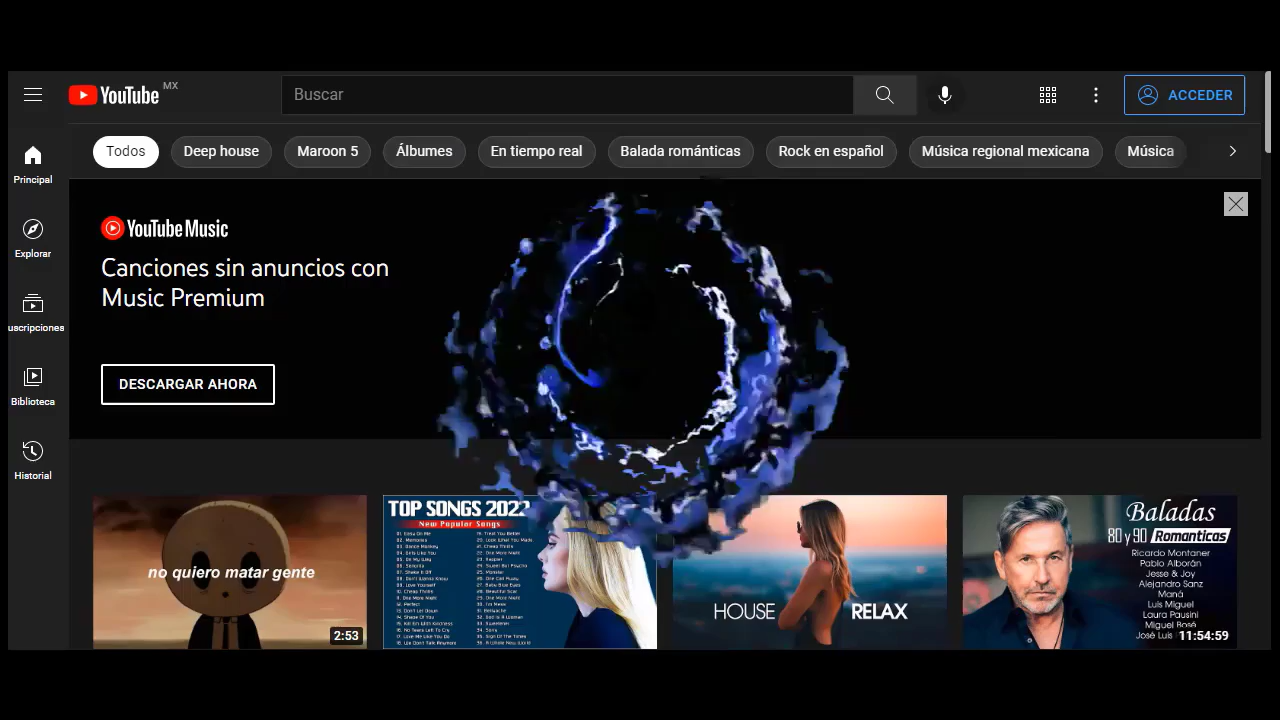 YouTube MX
Buscar
ACCEDER
Todos
Deep house
Maroon 5
Álbumes
En tiempo real
Balada románticas
Rock en español
Música regional mexicana
Música
Principal
Explorar
uscripciones
Biblioteca
Historial
YouTube Music
Canciones sin anuncios con
Music Premium
DESCARGAR AHORA
no quiero matar gente
2:53
TOP SONGS 2022
New Popular Songs
HOUSE RELAX
Baladas
80 y 90 Romanticas
Ricardo Montaner
Pablo Alborán
Jesse & Joy
Alejandro Sanz
Maná
Luis Miguel
Laura Pausini
Miguel Bosé
José Luis
11:54:59